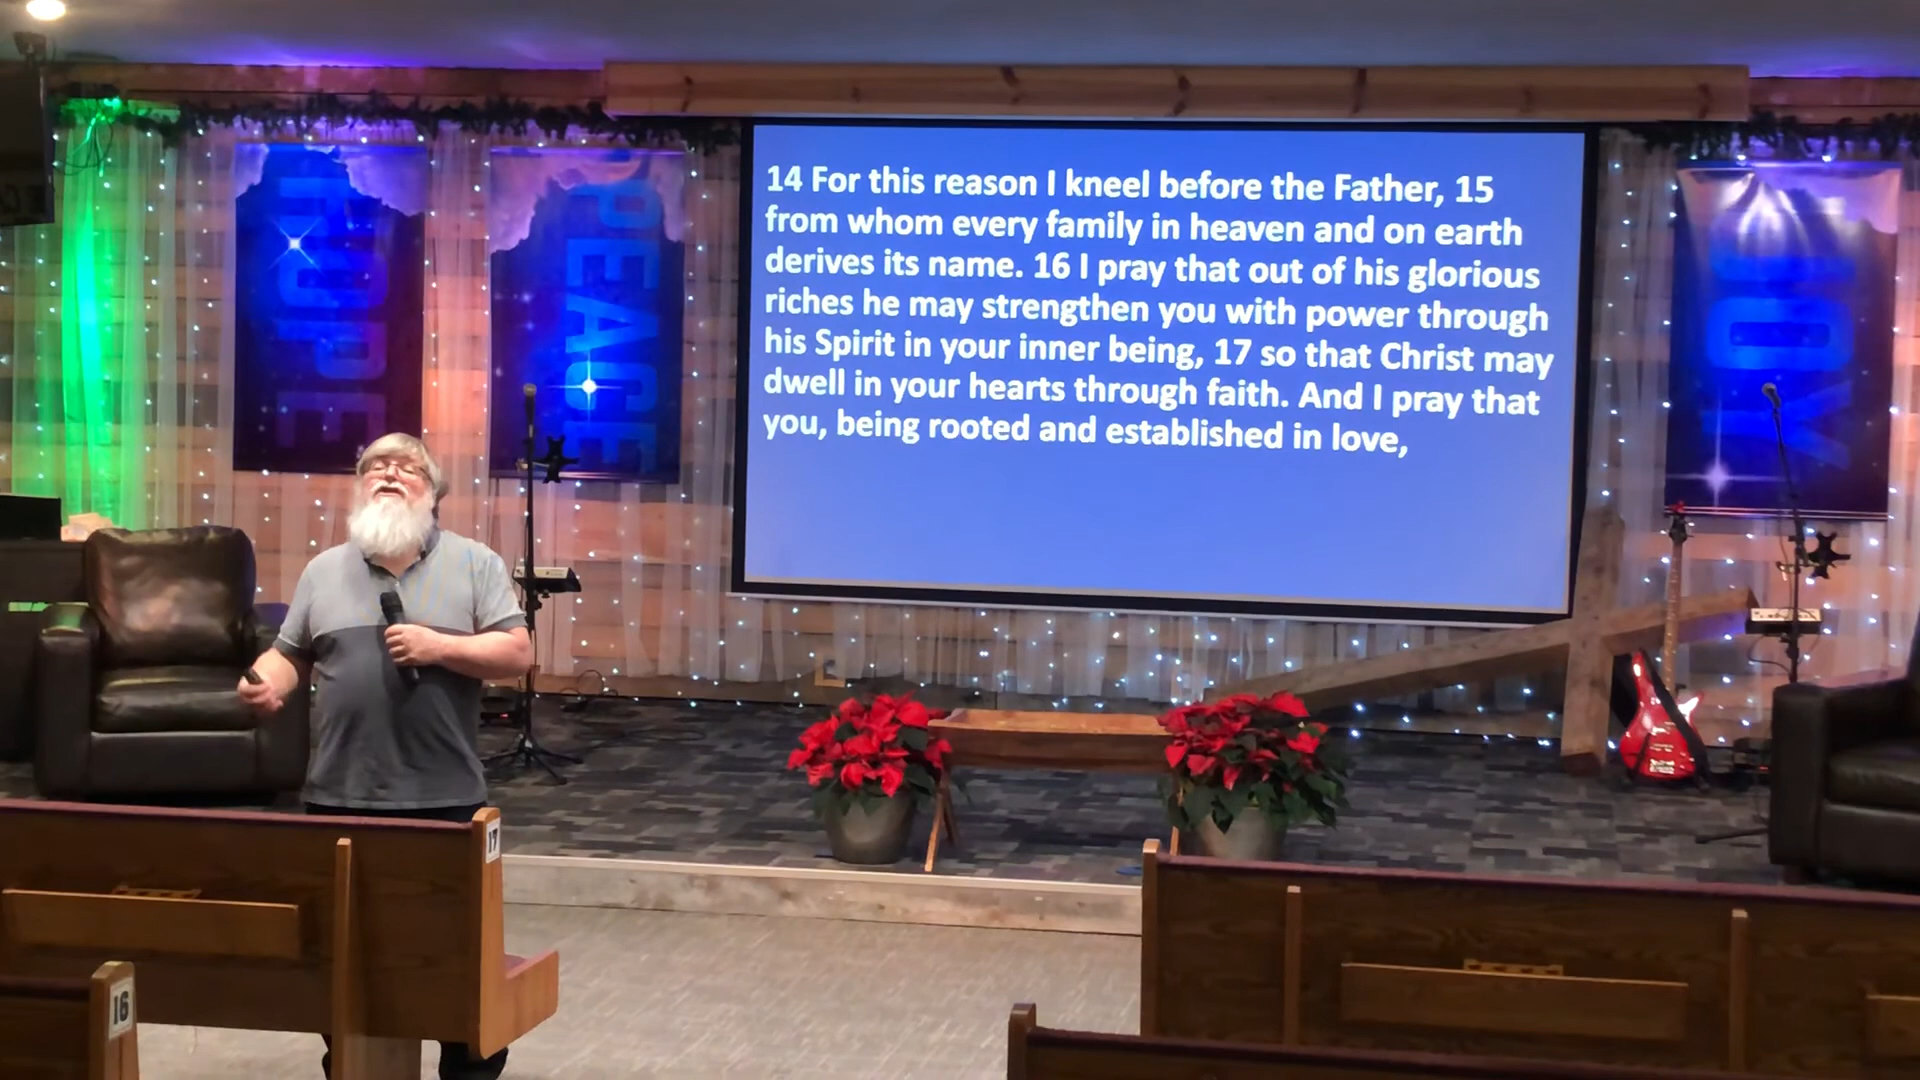 14 For this reason I kneel before the Father, 15
from whom every family in heaven and on earth
derives its name. 16 I pray that out of his glorious
riches he may strengthen you with power through
his Spirit in your inner being, 17 so that Christ may
dwell in your hearts through faith. And I pray that
you, being rooted and established in love,
HOPE
PEACE
JOY
17
16